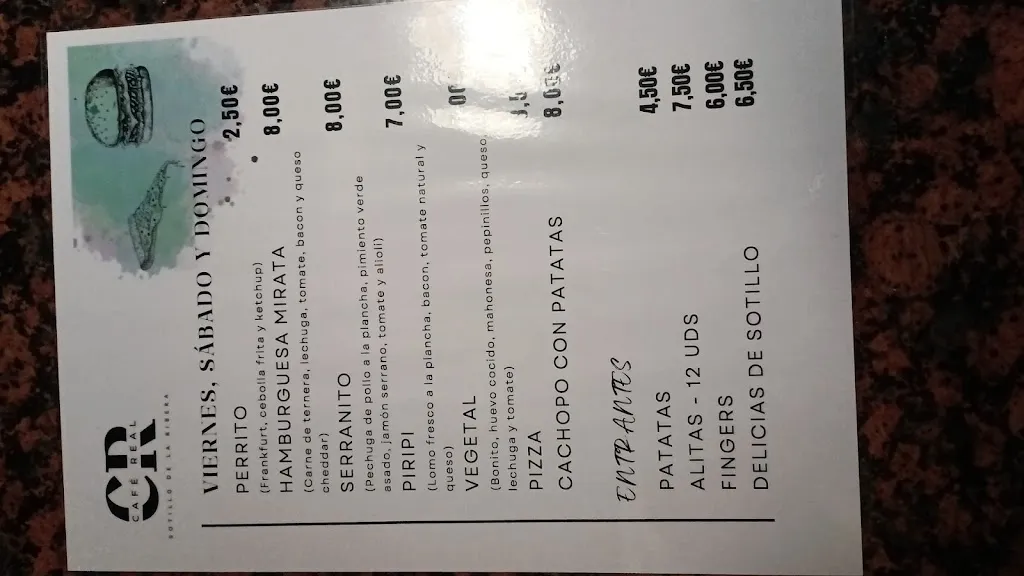 CR
CAFÉ REAL
SOTILLO DE LA RIBERA
VIERNES, SÁBADO Y DOMINGO
PERRITO 2,50€
(Frankfurt, cebolla frita y ketchup)
HAMBURGUESA MIRATA 8,00€
(Carne de ternera, lechuga, tomate, bacon y queso
cheddar)
SERRANITO 8,00€
(Pechuga de pollo a la plancha, pimiento verde
asado, jamón serrano, tomate y alioli)
PIRIPI 7,00€
(Lomo fresco a la plancha, bacon, tomate natural y
queso)
VEGETAL
(Bonito, huevo cocido, mahonesa, pepinillos, queso,
lechuga y tomate)
PIZZA
CACHOPO CON PATATAS
ENTRANTES
PATATAS 4,50€
ALITAS - 12 UDS 7,50€
FINGERS 6,00€
DELICIAS DE SOTILLO 6,50€